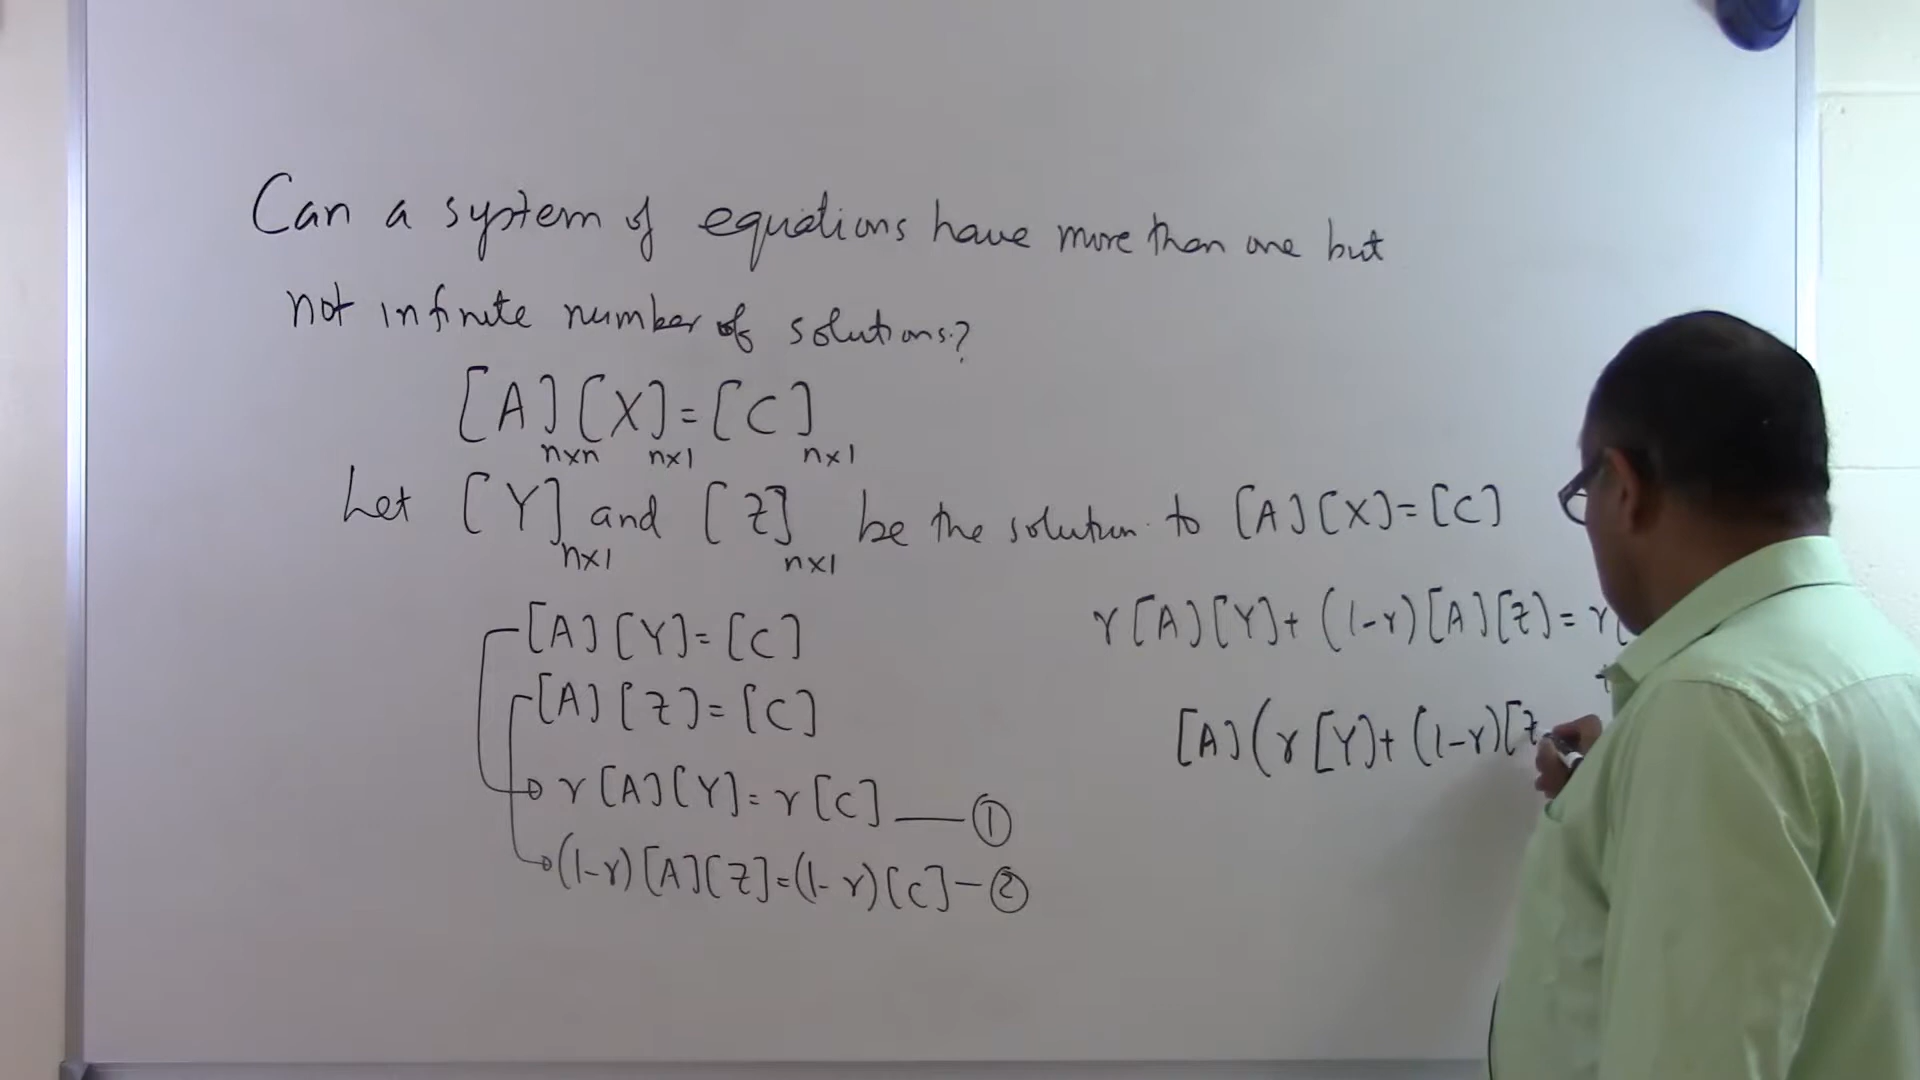 Can a system of equations have more than one but
not infinite number of solutions?
[A] [X] = [C]
nxn nx1 nx1
Let [Y] and [Z] be the solution to [A][X]=[C]
nx1 nx1
[A][Y]=[C]
[A][Z]=[C]
r[A][Y]=r[C] — ①
(1-r)[A][Z]=(1-r)[C] — ②
r[A][Y]+(1-r)[A][Z]=r[
[A](r[Y]+(1-r)[Z